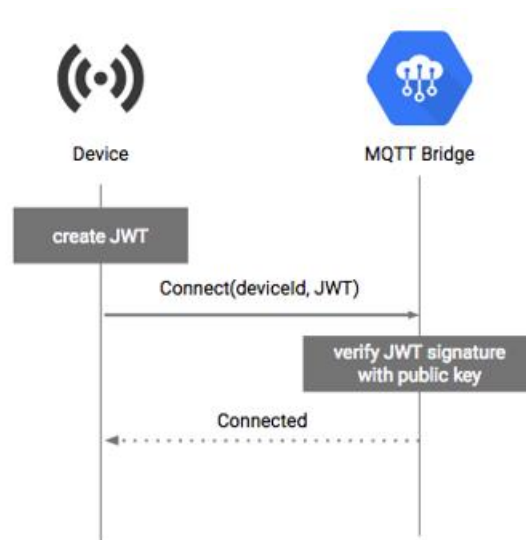 Device
MQTT Bridge
create JWT
Connect(deviceId, JWT)
verify JWT signature
with public key
Connected